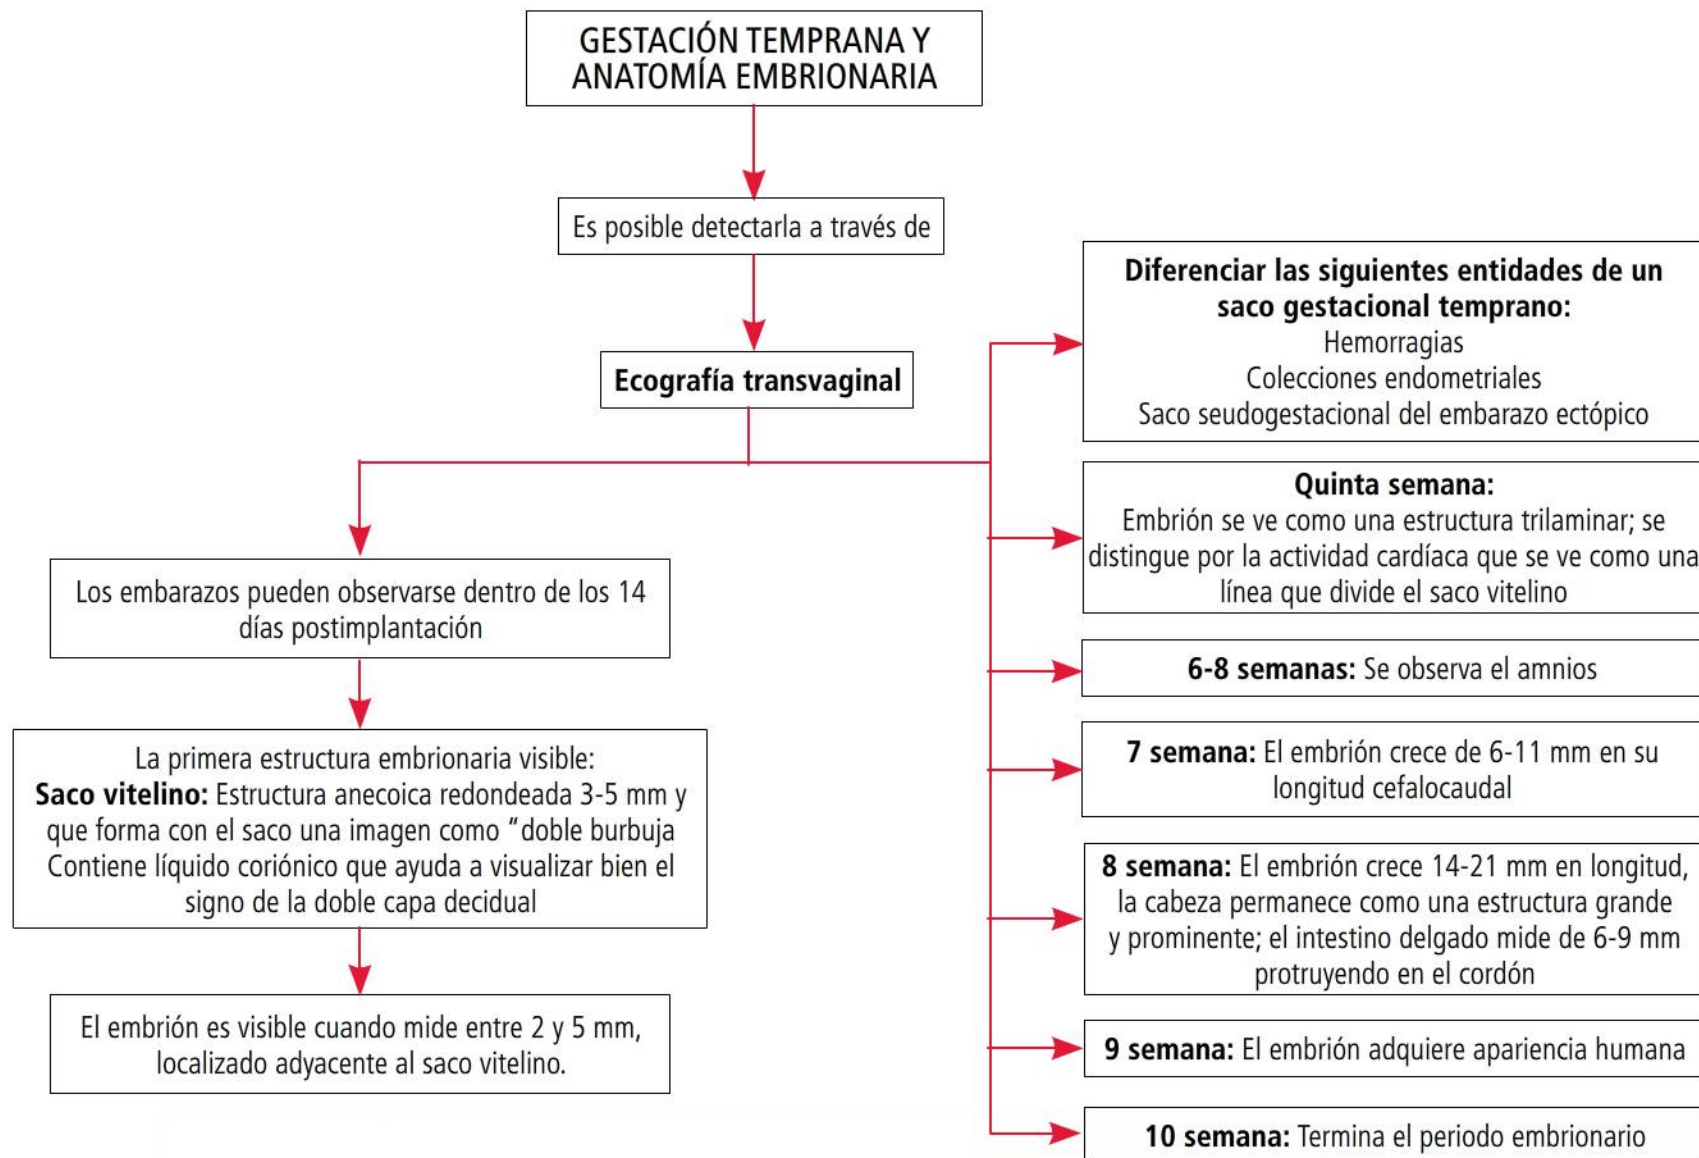 GESTACIÓN TEMPRANA Y
ANATOMÍA EMBRIONARIA
Es posible detectarla a través de
Ecografía transvaginal
Los embarazos pueden observarse dentro de los 14
días postimplantación
La primera estructura embrionaria visible:
Saco vitelino: Estructura anecoica redondeada 3-5 mm y
que forma con el saco una imagen como “doble burbuja
Contiene líquido coriónico que ayuda a visualizar bien el
signo de la doble capa decidual
El embrión es visible cuando mide entre 2 y 5 mm,
localizado adyacente al saco vitelino.
Diferenciar las siguientes entidades de un
saco gestacional temprano:
Hemorragias
Colecciones endometriales
Saco seudogestacional del embarazo ectópico
Quinta semana:
Embrión se ve como una estructura trilaminar; se
distingue por la actividad cardíaca que se ve como una
línea que divide el saco vitelino
6-8 semanas: Se observa el amnios
7 semana: El embrión crece de 6-11 mm en su
longitud cefalocaudal
8 semana: El embrión crece 14-21 mm en longitud,
la cabeza permanece como una estructura grande
y prominente; el intestino delgado mide de 6-9 mm
protruyendo en el cordón
9 semana: El embrión adquiere apariencia humana
10 semana: Termina el periodo embrionario